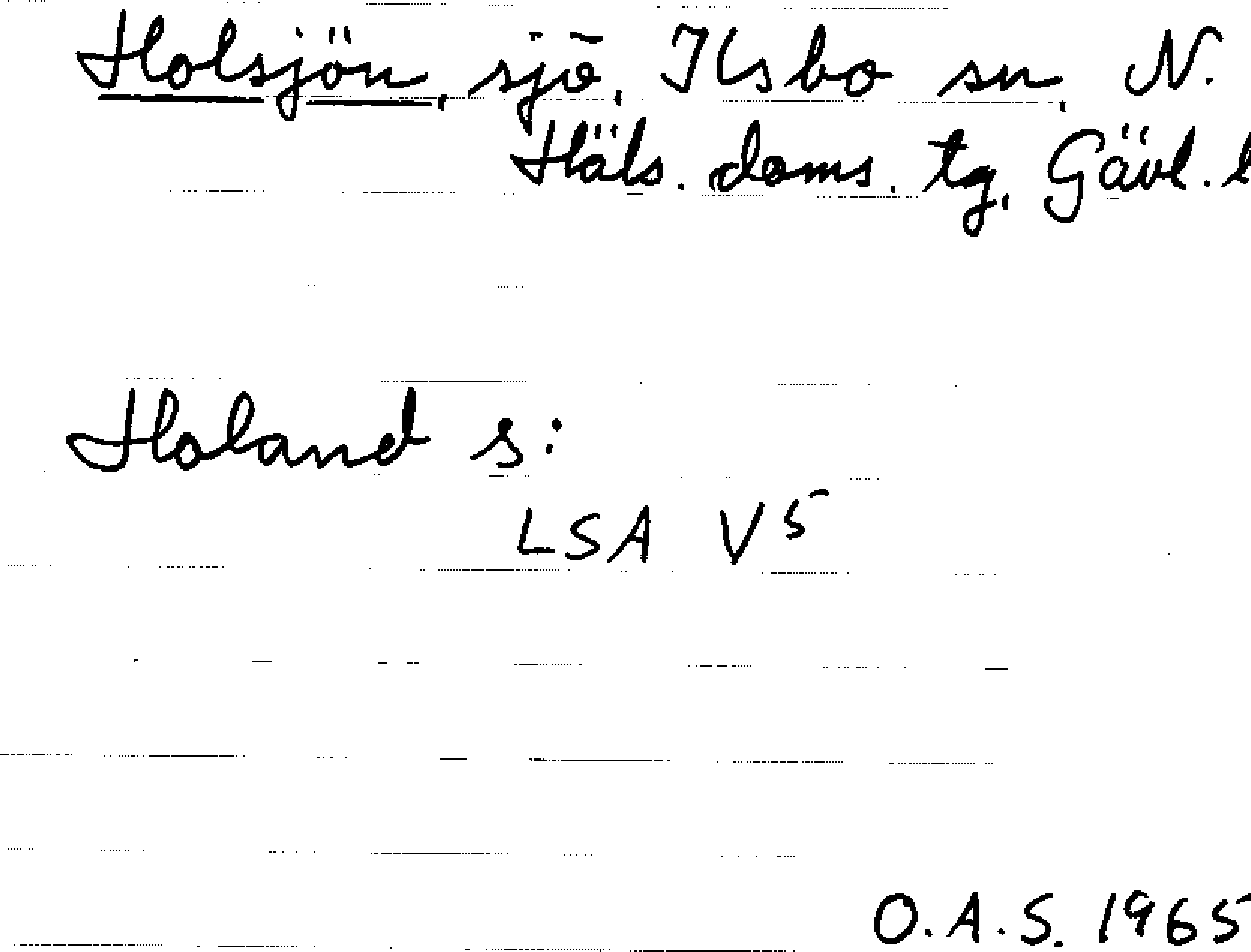 Holsjön, sjö, Ilsbo sn, N.
Häls. doms. tg, Gävl. l
Holand s:
LSA V5
O.A.S. 1965